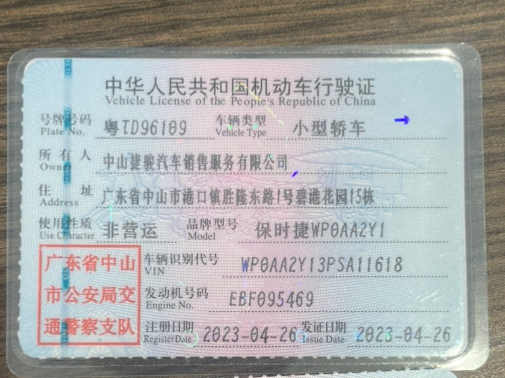 中华人民共和国机动车行驶证
Vehicle License of the People's Republic of China
号牌号码 粤TD96189 车辆类型 小型轿车
Plate No. Vehicle Type
所有人 中山捷骏汽车销售服务有限公司
Owner
住址 广东省中山市港口镇胜隆东路1号碧港花园15栋
Address
使用性质 非营运 品牌型号 保时捷WP0AA2Y1
Use Character Model
广东省中山
市公安局交
通警察支队
车辆识别代号 WP0AA2Y13PSA11618
VIN
发动机号码 EBF095469
Engine No.
注册日期 2023-04-26 发证日期 2023-04-26
Register Date Issue Date